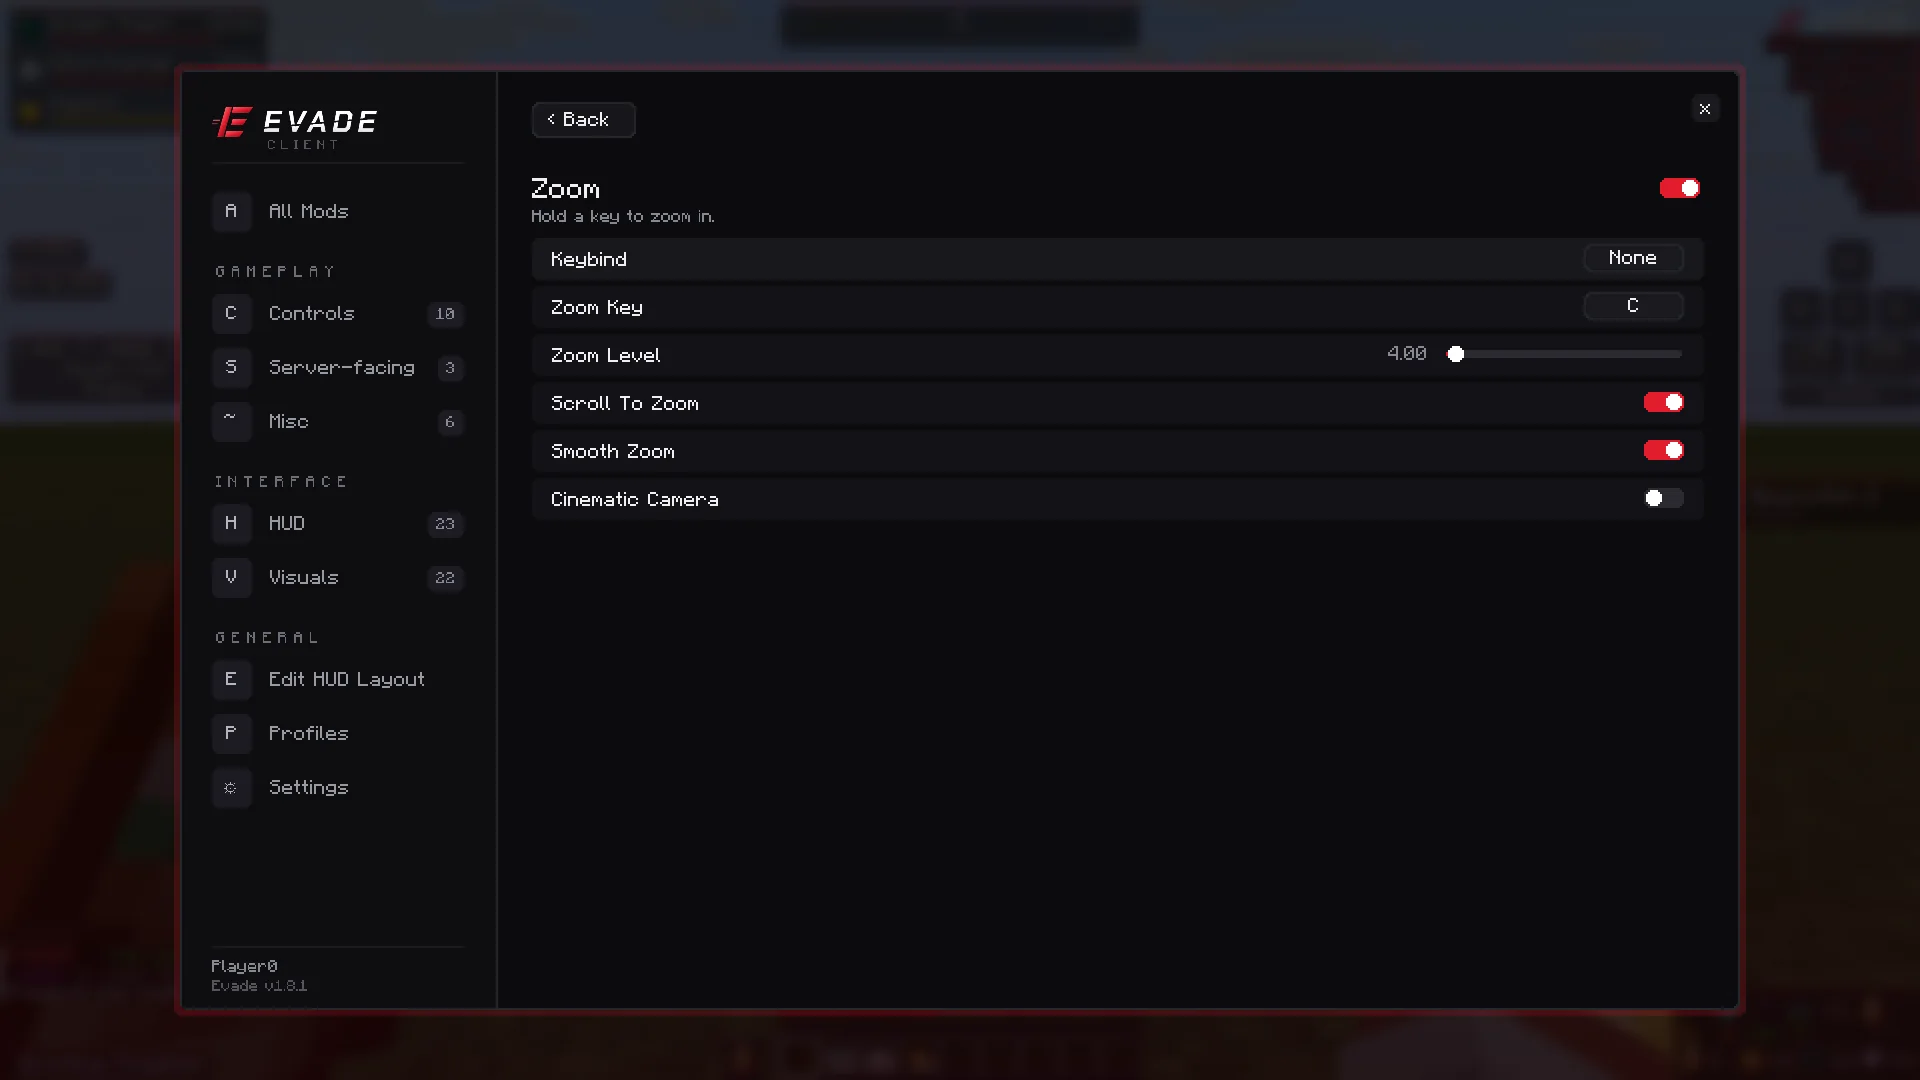 EVADE
CLIENT
A All Mods
GAMEPLAY
C Controls 10
S Server-facing 3
~ Misc 6
INTERFACE
H HUD 23
V Visuals 22
GENERAL
E Edit HUD Layout
P Profiles
Settings
Player0
Evade v1.8.1
< Back
×
Zoom
Hold a key to zoom in.
Keybind None
Zoom Key C
Zoom Level 4.00
Scroll To Zoom
Smooth Zoom
Cinematic Camera